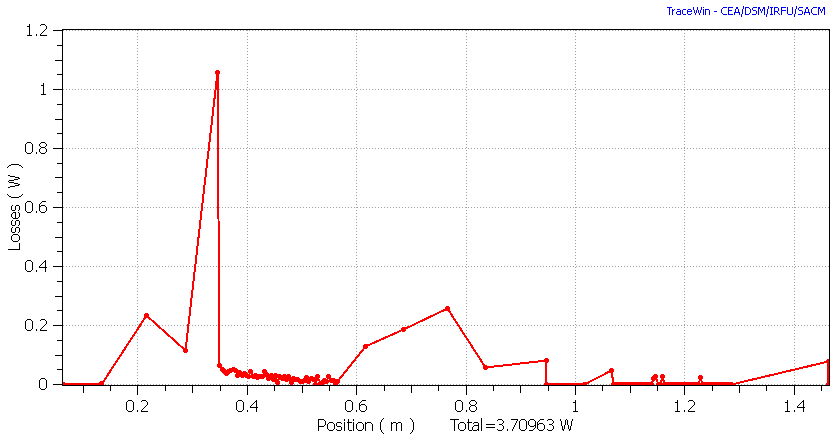 TraceWin - CEA/DSM/IRFU/SACM
1.2
1
0.8
0.6
0.4
0.2
0
Losses ( W )
0.2 0.4 0.6 0.8 1 1.2 1.4
Position ( m ) Total=3.70963 W